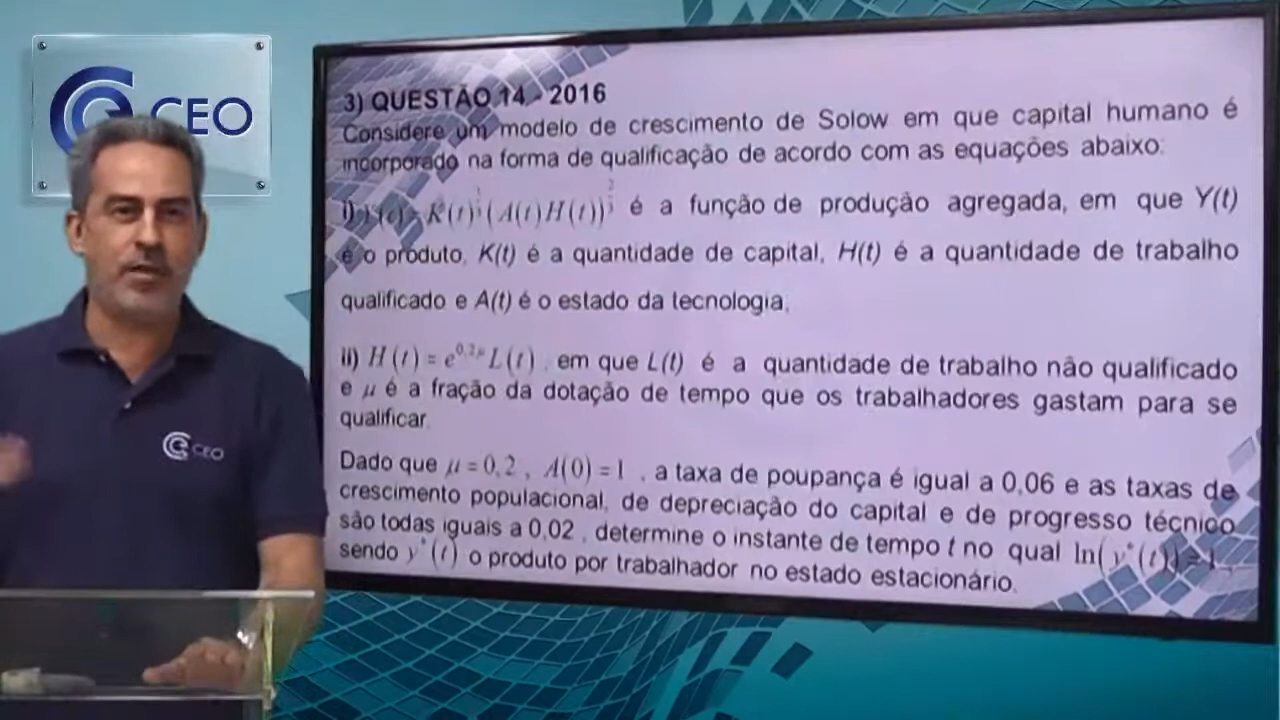 CEO
3) QUESTÃO 14 - 2016
Considere um modelo de crescimento de Solow em que capital humano é
incorporado na forma de qualificação de acordo com as equações abaixo:
K(t) (A(t)H(t)) é a função de produção agregada, em que Y(t)
é o produto, K(t) é a quantidade de capital, H(t) é a quantidade de trabalho
qualificado e A(t) é o estado da tecnologia;
ii) H(t) = L(t) , em que L(t) é a quantidade de trabalho não qualificado
e μ é a fração da dotação de tempo que os trabalhadores gastam para se
qualificar.
Dado que μ = 0,2 , A(0) = 1 , a taxa de poupança é igual a 0,06 e as taxas de
crescimento populacional, de depreciação do capital e de progresso técnico
são todas iguais a 0,02 , determine o instante de tempo t no qual ln(y*(t)) = 1
sendo y*(t) o produto por trabalhador no estado estacionário.
CEO